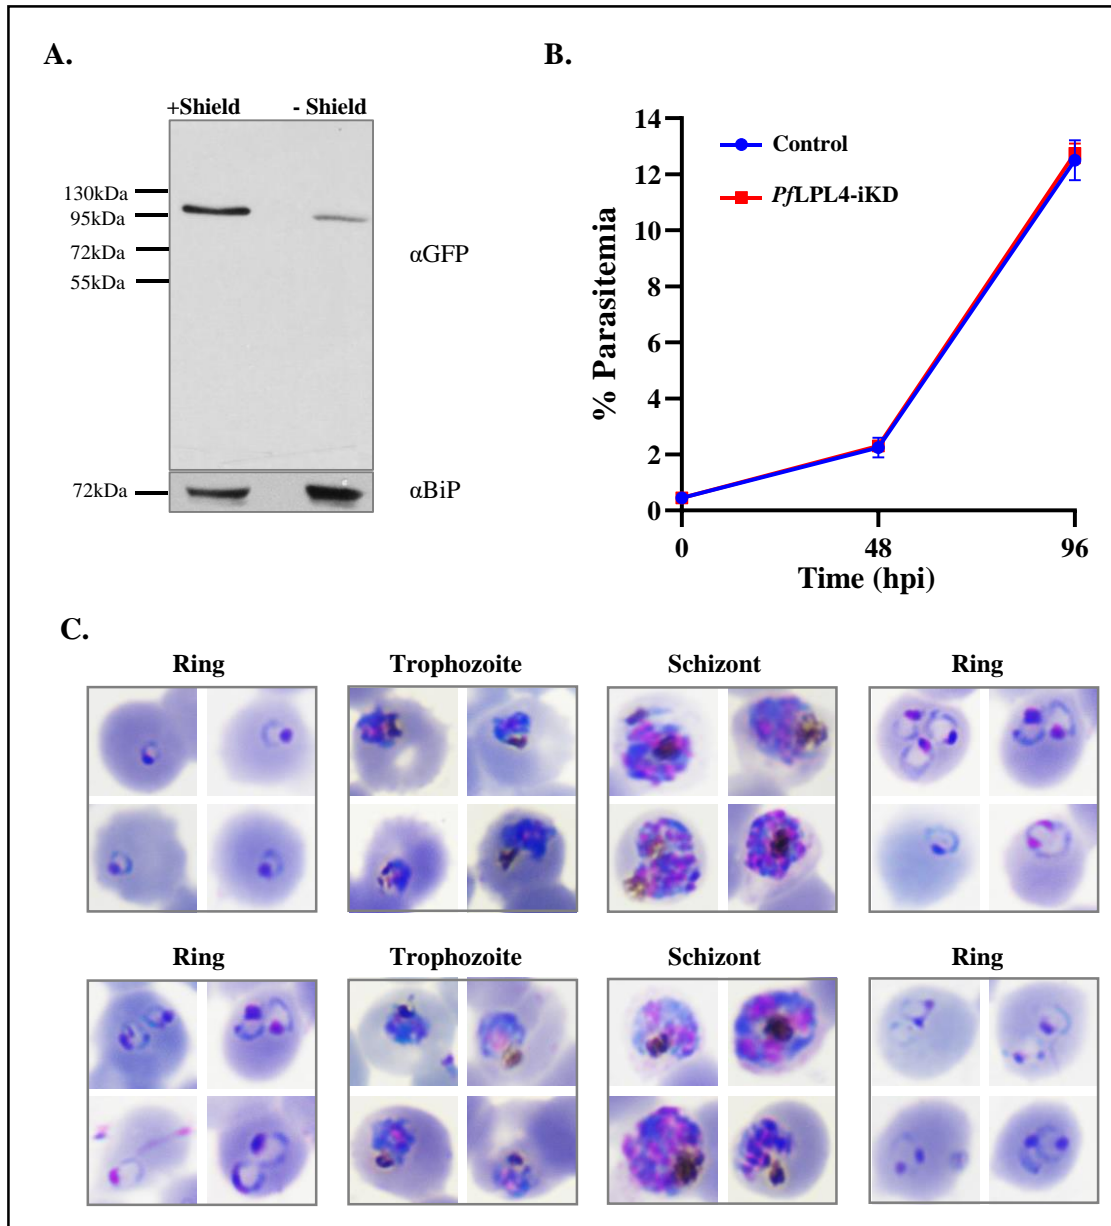 A.
+Shield - Shield
130kDa
95kDa
72kDa
55kDa
αGFP
72kDa
αBiP
B.
14
12
10
8
6
4
2
0
% Parasitemia
Control
PfLPL4-iKD
0 48 96
Time (hpi)
C.
Ring Trophozoite Schizont Ring
Ring Trophozoite Schizont Ring